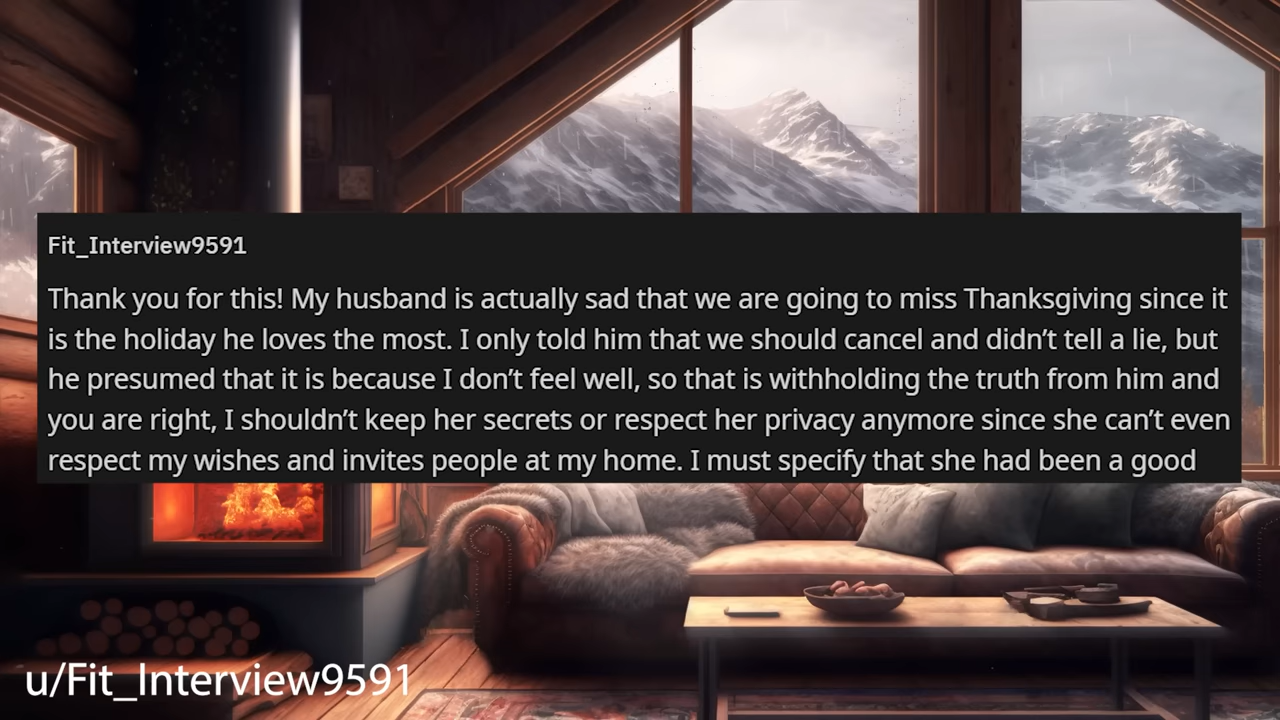 Fit_Interview9591
Thank you for this! My husband is actually sad that we are going to miss Thanksgiving since it
is the holiday he loves the most. I only told him that we should cancel and didn’t tell a lie, but
he presumed that it is because I don’t feel well, so that is withholding the truth from him and
you are right, I shouldn’t keep her secrets or respect her privacy anymore since she can’t even
respect my wishes and invites people at my home. I must specify that she had been a good
u/Fit_Interview9591